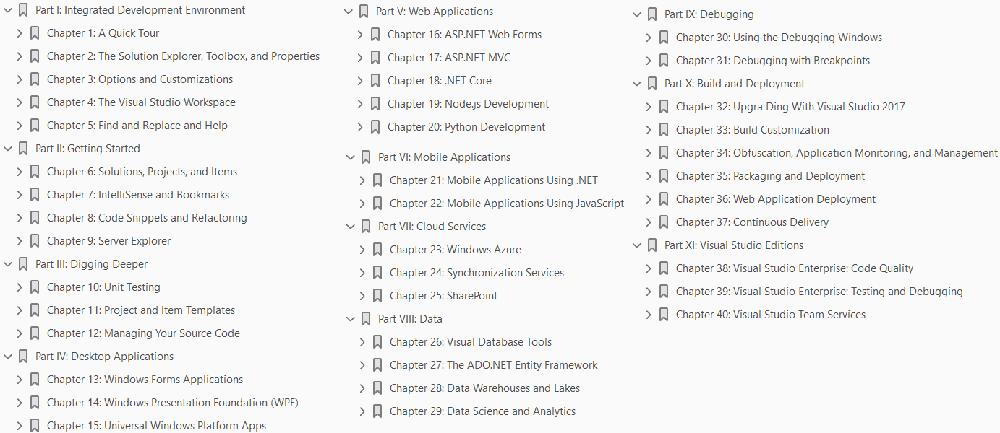 Part I: Integrated Development Environment
Chapter 1: A Quick Tour
Chapter 2: The Solution Explorer, Toolbox, and Properties
Chapter 3: Options and Customizations
Chapter 4: The Visual Studio Workspace
Chapter 5: Find and Replace and Help
Part II: Getting Started
Chapter 6: Solutions, Projects, and Items
Chapter 7: IntelliSense and Bookmarks
Chapter 8: Code Snippets and Refactoring
Chapter 9: Server Explorer
Part III: Digging Deeper
Chapter 10: Unit Testing
Chapter 11: Project and Item Templates
Chapter 12: Managing Your Source Code
Part IV: Desktop Applications
Chapter 13: Windows Forms Applications
Chapter 14: Windows Presentation Foundation (WPF)
Chapter 15: Universal Windows Platform Apps
Part V: Web Applications
Chapter 16: ASP.NET Web Forms
Chapter 17: ASP.NET MVC
Chapter 18: .NET Core
Chapter 19: Node.js Development
Chapter 20: Python Development
Part VI: Mobile Applications
Chapter 21: Mobile Applications Using .NET
Chapter 22: Mobile Applications Using JavaScript
Part VII: Cloud Services
Chapter 23: Windows Azure
Chapter 24: Synchronization Services
Chapter 25: SharePoint
Part VIII: Data
Chapter 26: Visual Database Tools
Chapter 27: The ADO.NET Entity Framework
Chapter 28: Data Warehouses and Lakes
Chapter 29: Data Science and Analytics
Part IX: Debugging
Chapter 30: Using the Debugging Windows
Chapter 31: Debugging with Breakpoints
Part X: Build and Deployment
Chapter 32: Upgra Ding With Visual Studio 2017
Chapter 33: Build Customization
Chapter 34: Obfuscation, Application Monitoring, and Management
Chapter 35: Packaging and Deployment
Chapter 36: Web Application Deployment
Chapter 37: Continuous Delivery
Part XI: Visual Studio Editions
Chapter 38: Visual Studio Enterprise: Code Quality
Chapter 39: Visual Studio Enterprise: Testing and Debugging
Chapter 40: Visual Studio Team Services